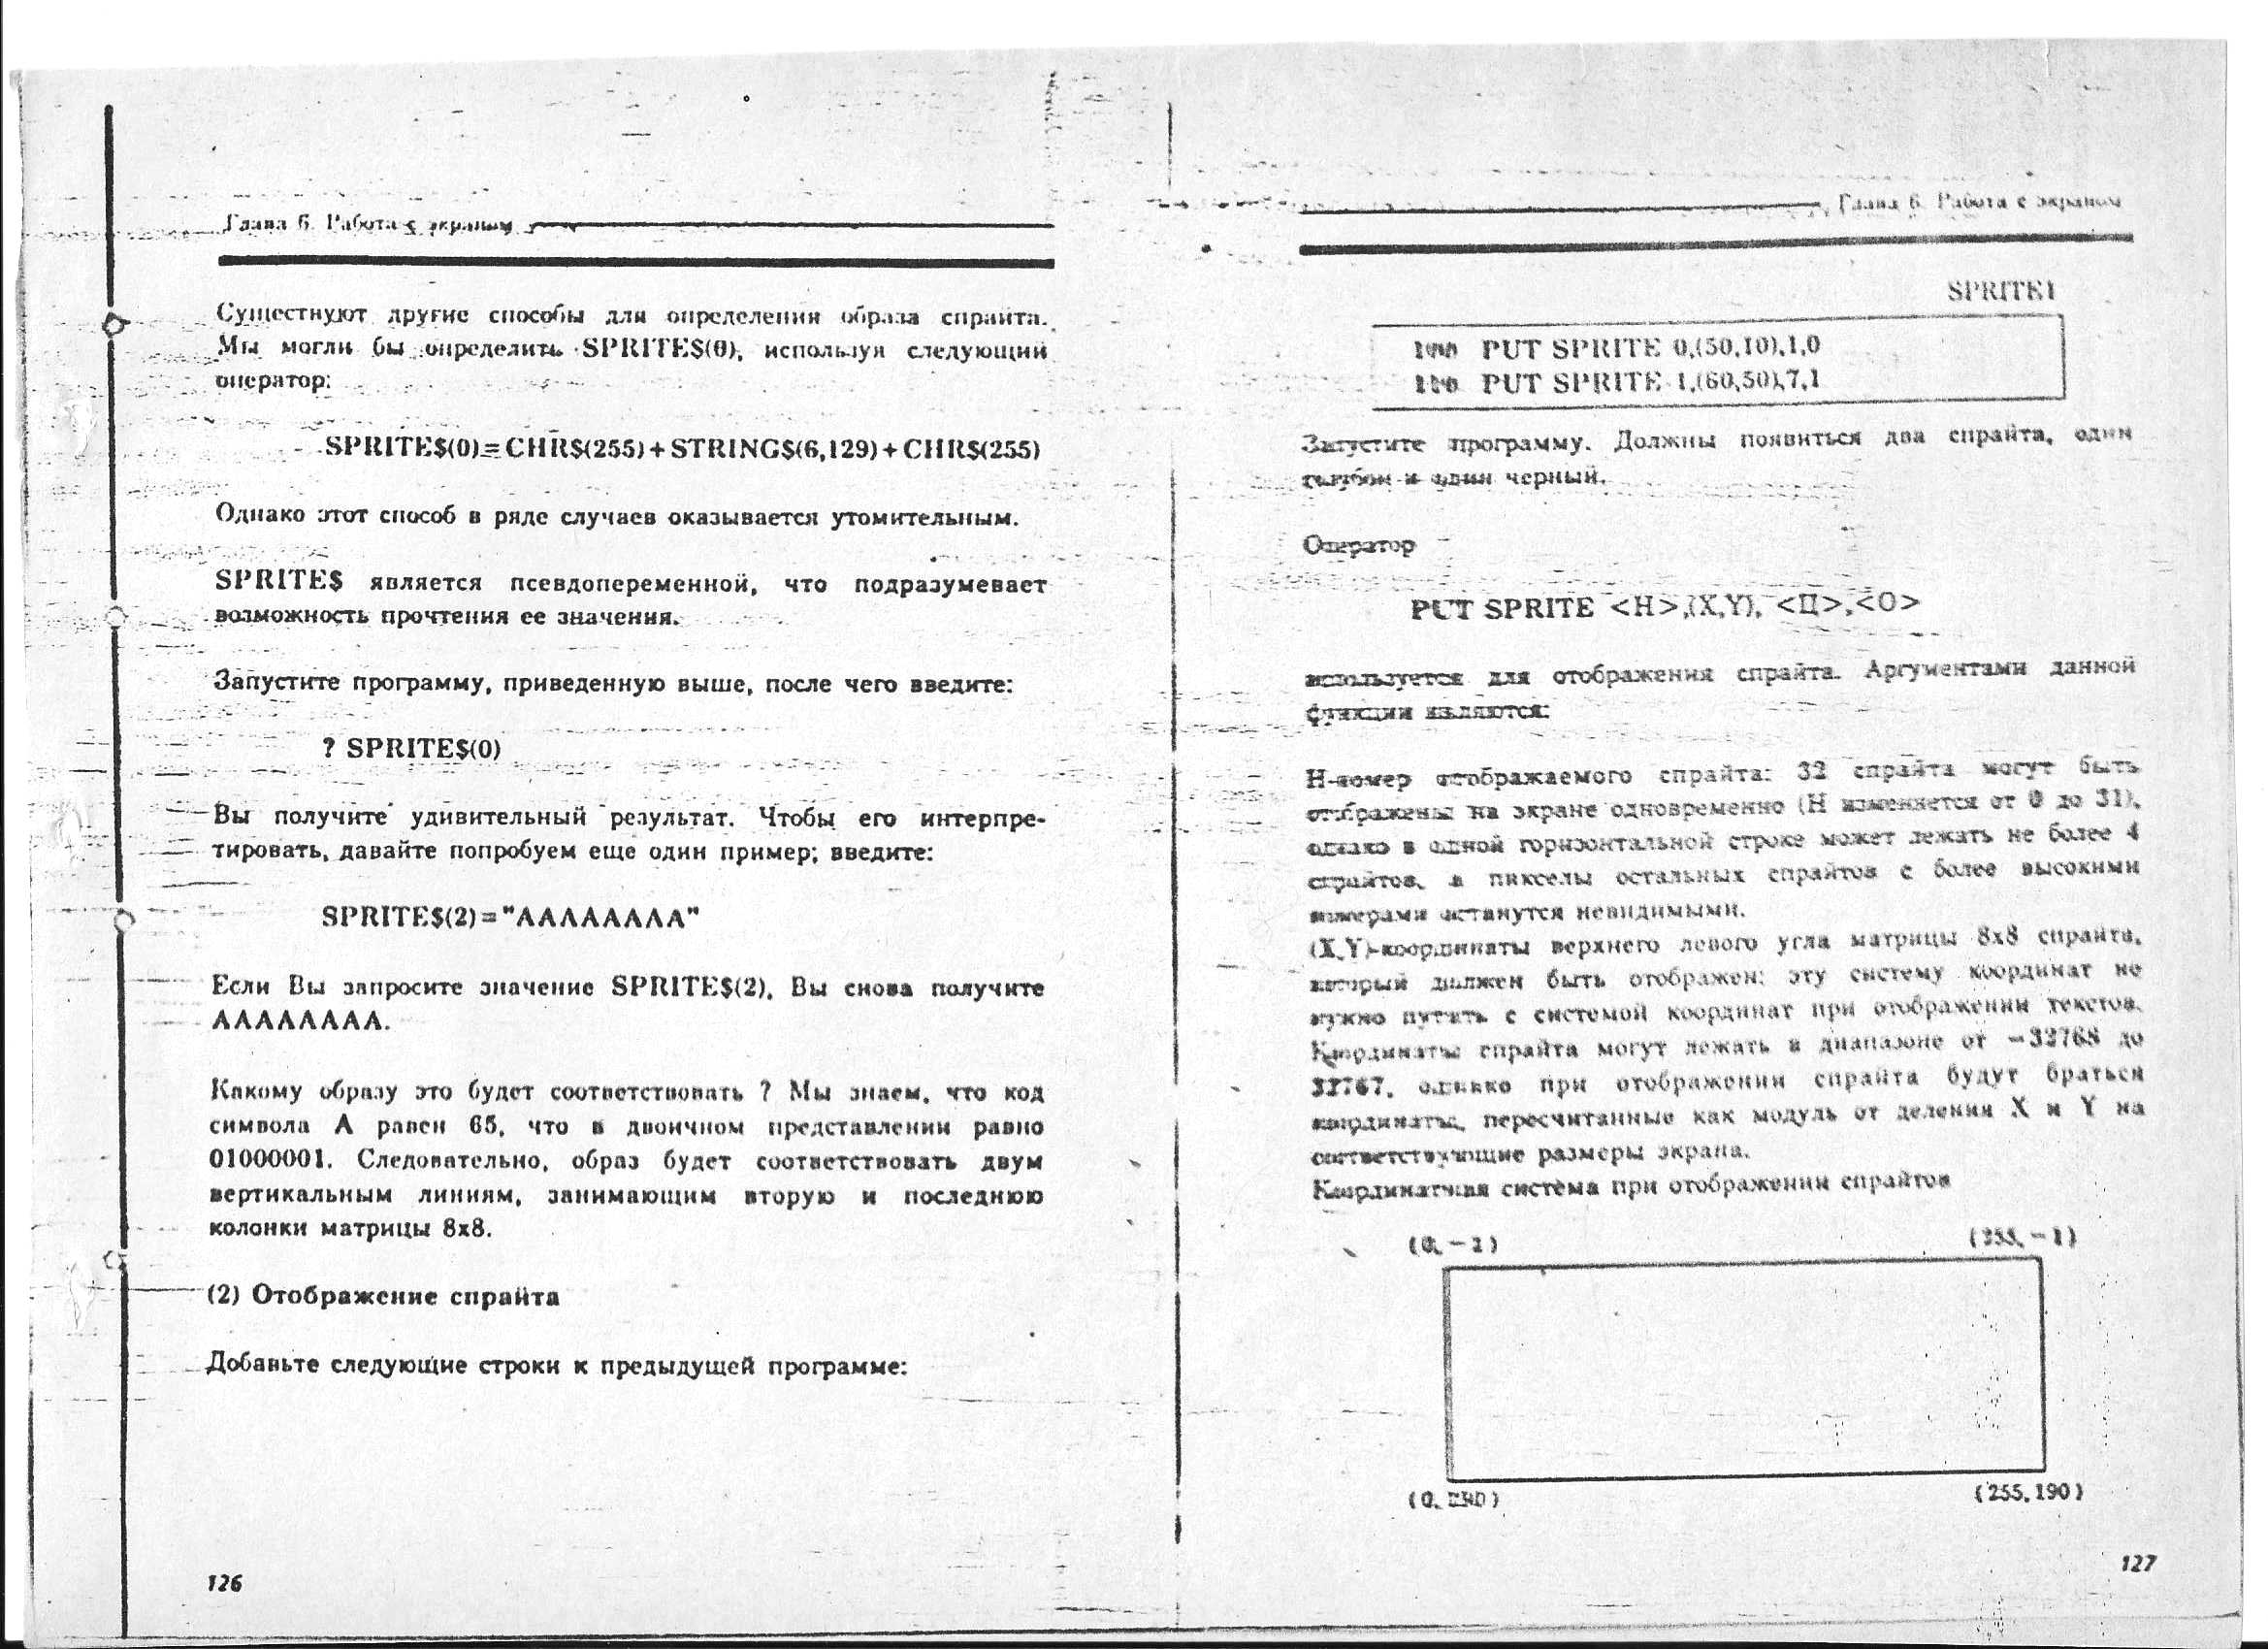 Глава 6. Работа с экраном
Существуют другие способы для определения образа спрайта.
Мы могли бы определить SPRITE$(0), используя следующий
оператор:
SPRITE$(0)=CHR$(255)+STRING$(6,129)+CHR$(255)
Однако этот способ в ряде случаев оказывается утомительным.
SPRITE$ является псевдопеременной, что подразумевает
возможность прочтения ее значения.
Запустите программу, приведенную выше, после чего введите:
? SPRITE$(0)
Вы получите удивительный результат. Чтобы его интерпре-
тировать, давайте попробуем еще один пример; введите:
SPRITE$(2)="AAAAAAAA"
Если Вы запросите значение SPRITE$(2), Вы снова получите
AAAAAAAA.
Какому образу это будет соответствовать ? Мы знаем, что код
символа A равен 65, что в двоичном представлении равно
01000001. Следовательно, образ будет соответствовать двум
вертикальным линиям, занимающим вторую и последнюю
колонки матрицы 8x8.
(2) Отображение спрайта
Добавьте следующие строки к предыдущей программе:
126
Глава 6. Работа с экраном
SPRITE1
100 PUT SPRITE 0,(50,10),1,0
110 PUT SPRITE 1,(60,50),7,1
Запустите программу. Должны появиться два спрайта, один
голубой и один черный.
Оператор
PUT SPRITE <Н>,(X,Y), <Ц>,<О>
используется для отображения спрайта. Аргументами данной
функции являются:
Н-номер отображаемого спрайта: 32 спрайта могут быть
отображены на экране одновременно (Н изменяется от 0 до 31),
однако в одной горизонтальной строке может лежать не более 4
спрайтов, а пикселы остальных спрайтов с более высокими
номерами останутся невидимыми.
(X,Y)-координаты верхнего левого угла матрицы 8x8 спрайта,
который должен быть отображен; эту систему координат не
нужно путать с системой координат при отображении текстов.
Координаты спрайта могут лежать в диапазоне от -32768 до
32767, однако при отображении спрайта будут браться
координаты, пересчитанные как модуль от деления X и Y на
соответствующие размеры экрана.
Координатная система при отображении спрайтов
(0,-1) (255,-1)
(0,190) (255,190)
127